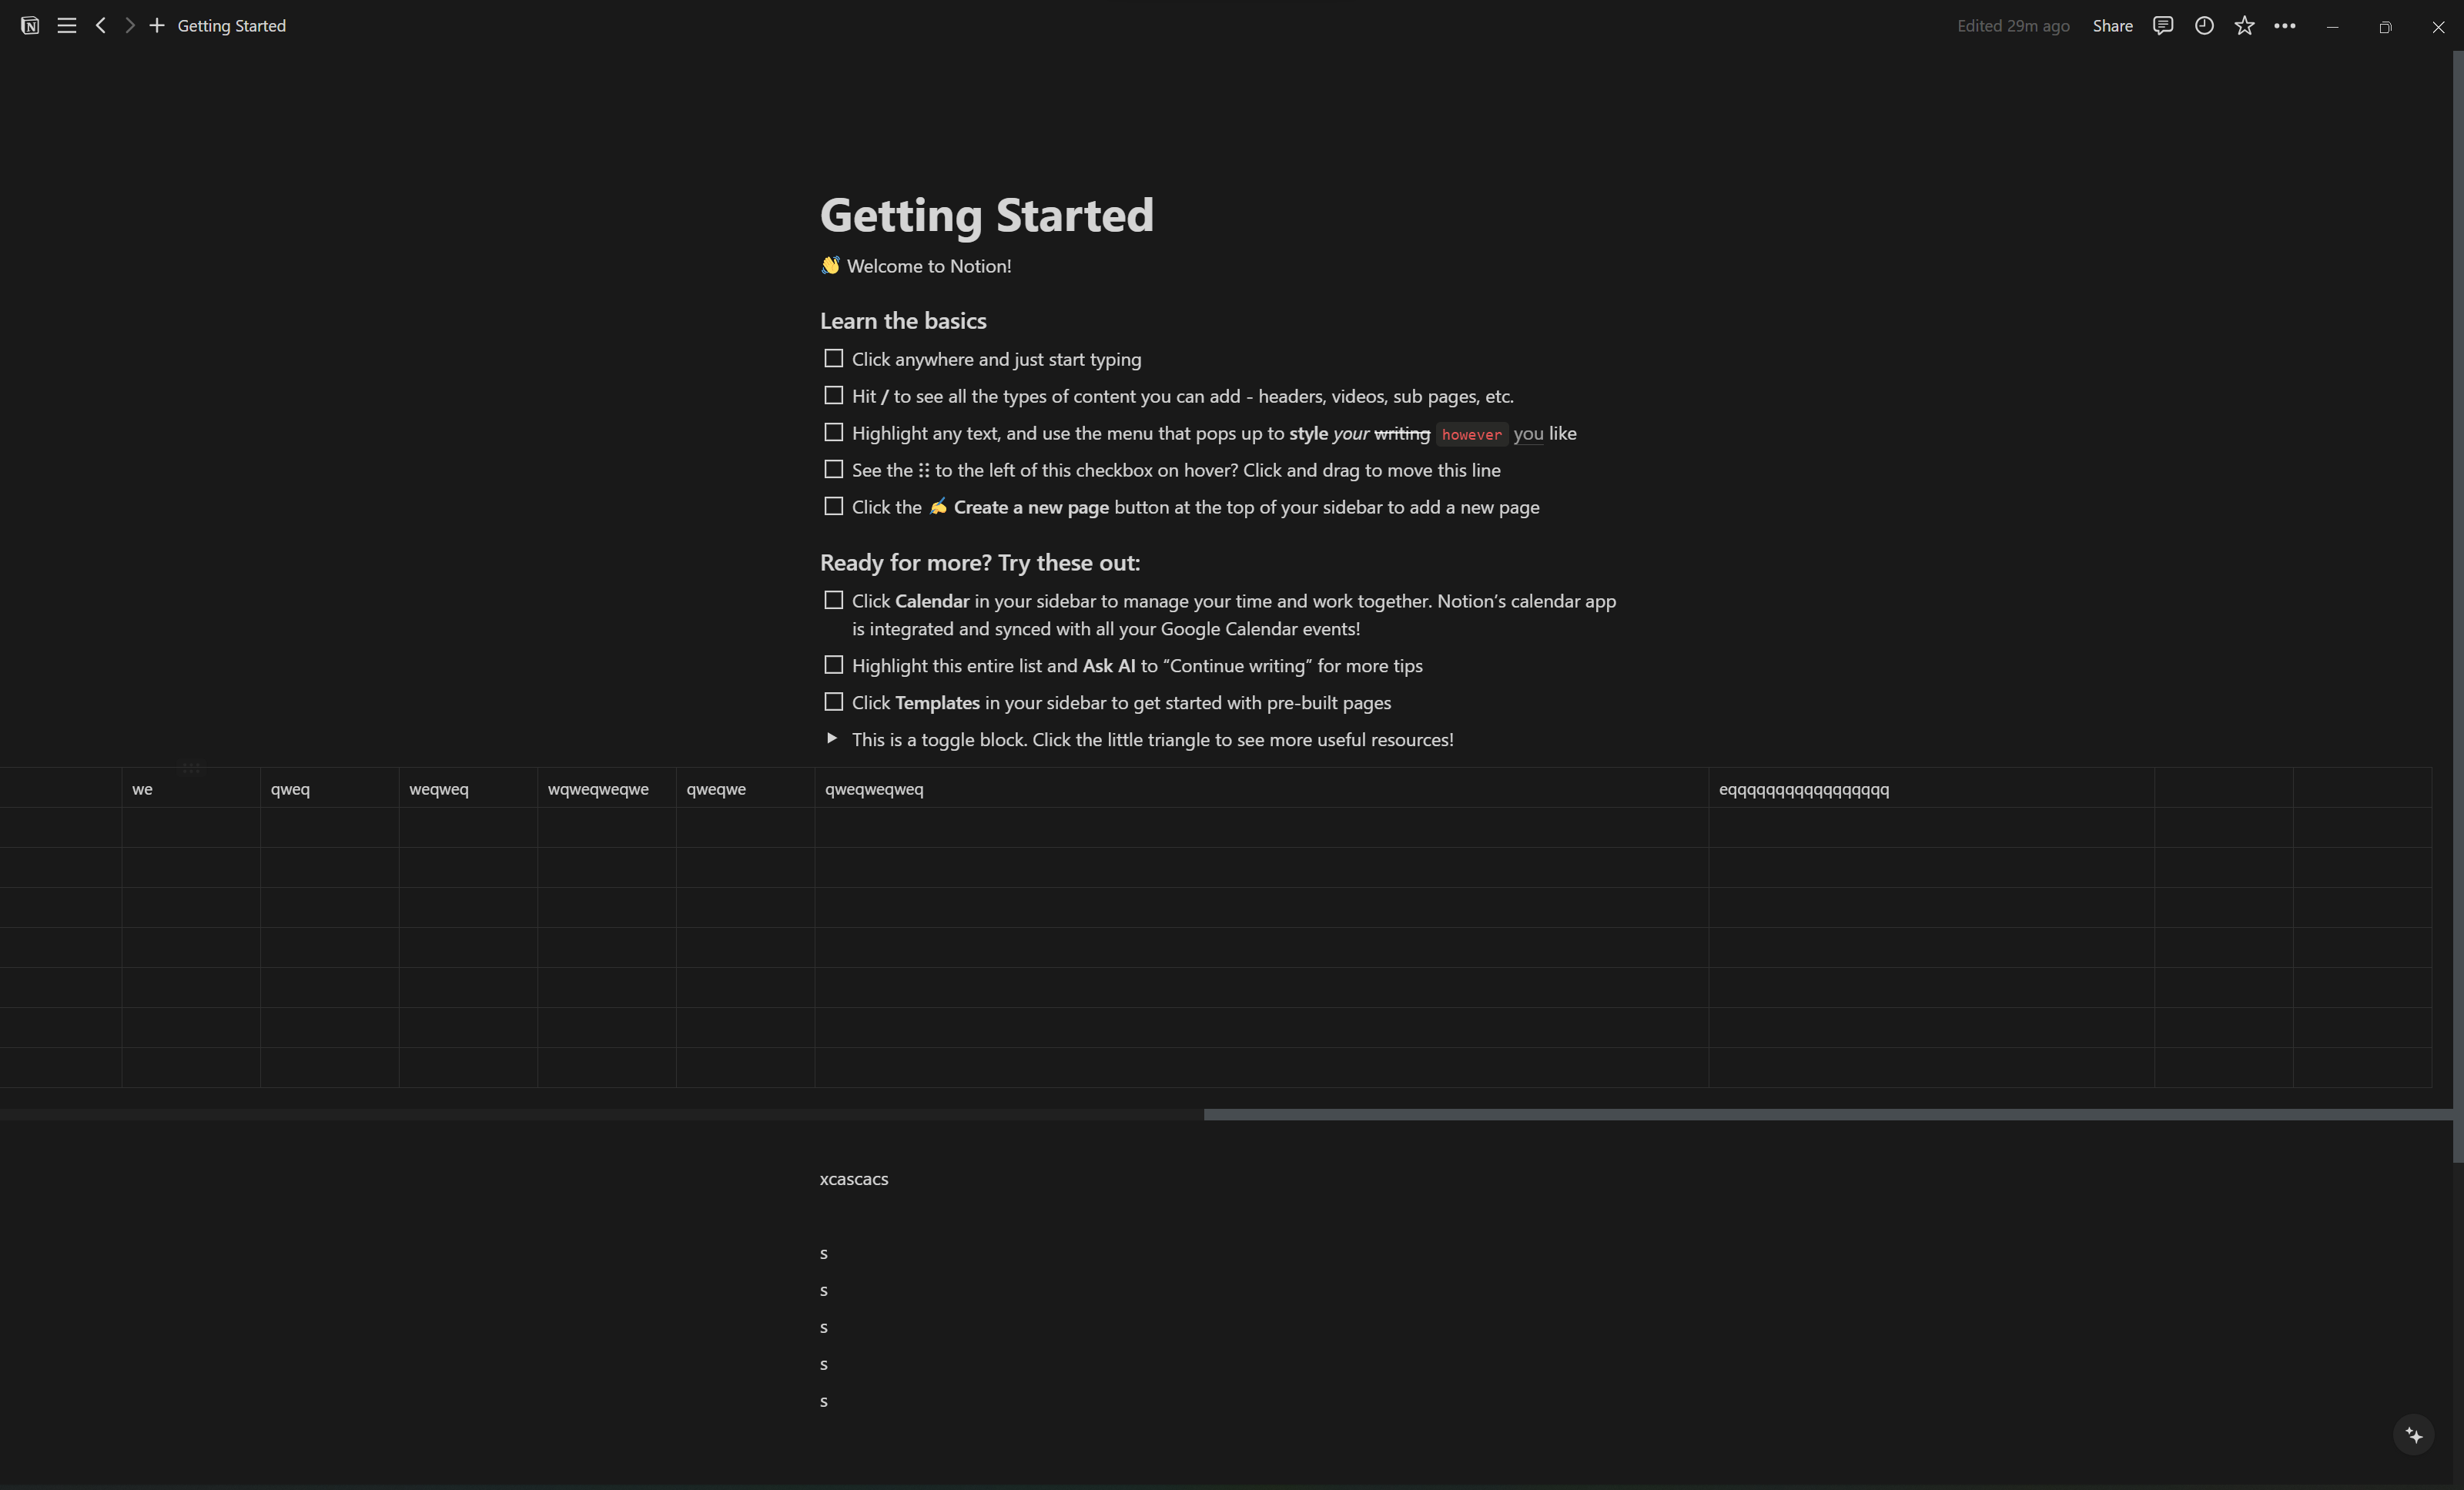 Getting Started
Edited 29m ago
Share
Getting Started
👋 Welcome to Notion!
Learn the basics
Click anywhere and just start typing
Hit / to see all the types of content you can add - headers, videos, sub pages, etc.
Highlight any text, and use the menu that pops up to style your writing however you like
See the ⋮⋮ to the left of this checkbox on hover? Click and drag to move this line
Click the ✍️ Create a new page button at the top of your sidebar to add a new page
Ready for more? Try these out:
Click Calendar in your sidebar to manage your time and work together. Notion’s calendar app
is integrated and synced with all your Google Calendar events!
Highlight this entire list and Ask AI to “Continue writing” for more tips
Click Templates in your sidebar to get started with pre-built pages
This is a toggle block. Click the little triangle to see more useful resources!
we qweq weqweq wqweqweqwe qweqwe qweqweqweq eqqqqqqqqqqqqqqqqq
xcascacs
s
s
s
s
s